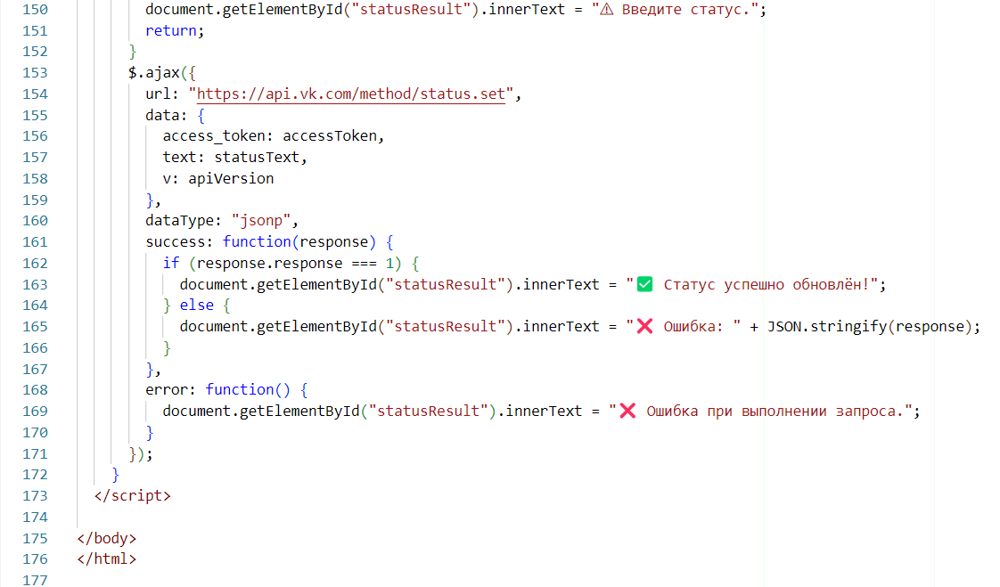 150 document.getElementById("statusResult").innerText = "⚠ Введите статус.";
151 return;
152 }
153 $.ajax({
154 url: "https://api.vk.com/method/status.set",
155 data: {
156 access_token: accessToken,
157 text: statusText,
158 v: apiVersion
159 },
160 dataType: "jsonp",
161 success: function(response) {
162 if (response.response === 1) {
163 document.getElementById("statusResult").innerText = "✅ Статус успешно обновлён!";
164 } else {
165 document.getElementById("statusResult").innerText = "❌ Ошибка: " + JSON.stringify(response);
166 }
167 },
168 error: function() {
169 document.getElementById("statusResult").innerText = "❌ Ошибка при выполнении запроса.";
170 }
171 });
172 }
173 </script>
174
175 </body>
176 </html>
177